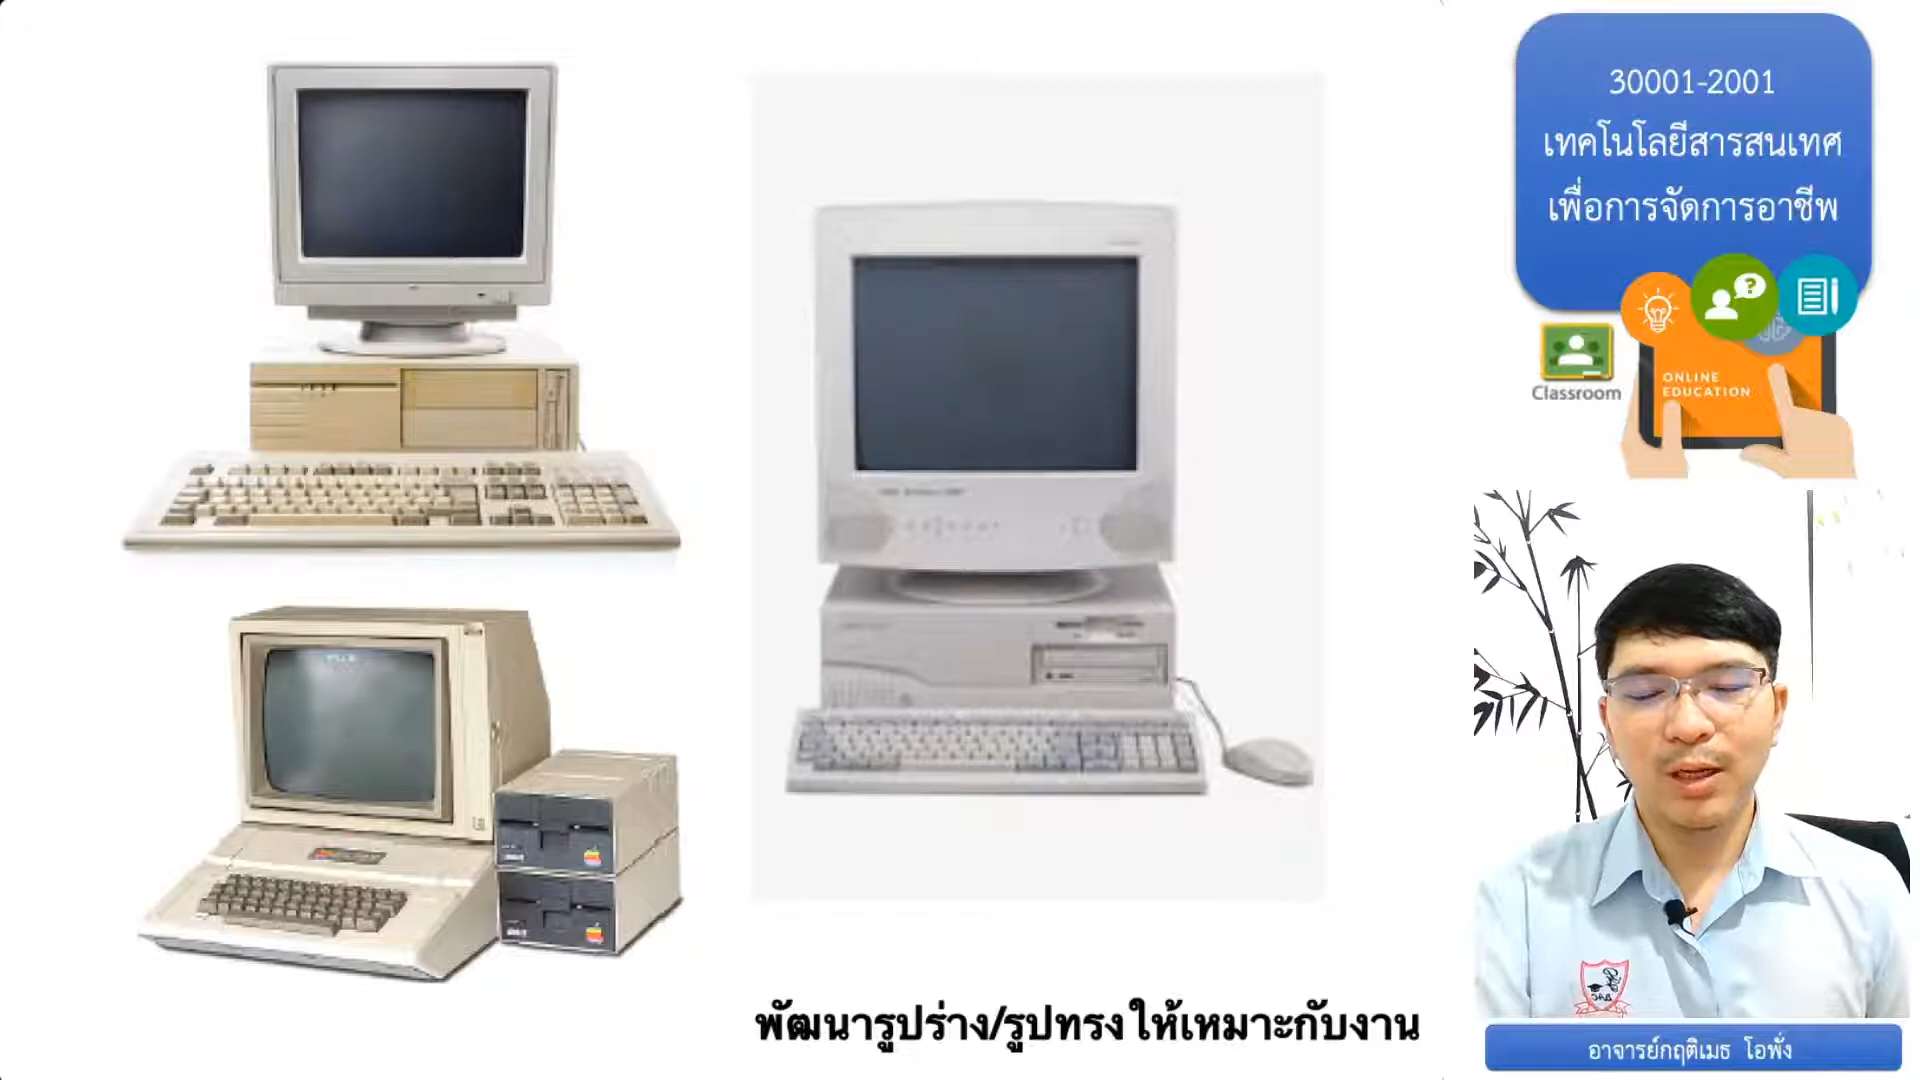 30001-2001
เทคโนโลยีสารสนเทศ
เพื่อการจัดการอาชีพ
ONLINE
EDUCATION
Classroom
พัฒนารูปร่าง/รูปทรง ให้เหมาะกับงาน
อาจารย์กฤติเมธ โอพั่ง